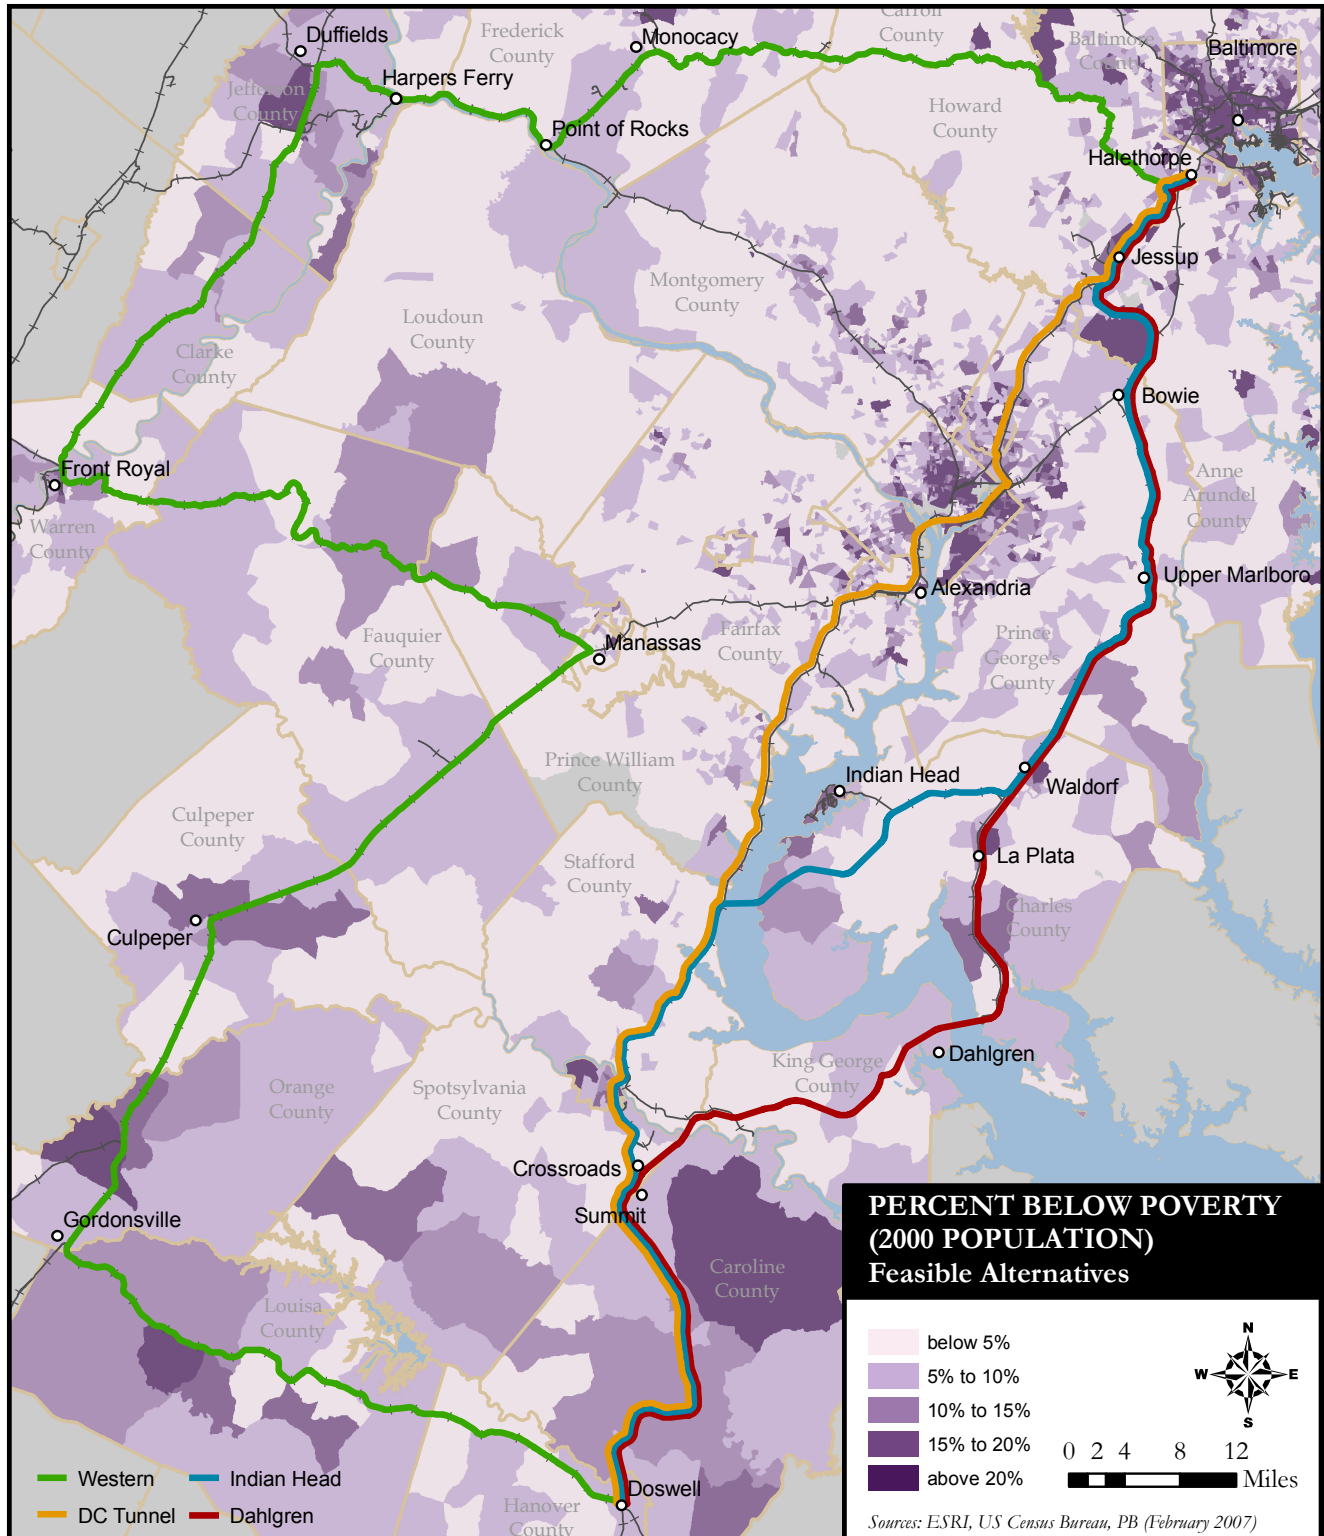 Duffields
Frederick
County
Monocacy
Carroll
County
Baltimore
County
Baltimore
Jefferson
County
Harpers Ferry
Howard
County
Point of Rocks
Halethorpe
Jessup
Montgomery
County
Loudoun
County
Clarke
County
Bowie
Front Royal
Anne
Arundel
County
Warren
County
Upper Marlboro
Alexandria
Fauquier
County
Manassas
Fairfax
County
Prince
George's
County
Prince William
County
Indian Head
Waldorf
Culpeper
County
Stafford
County
La Plata
Charles
County
Culpeper
Dahlgren
King George
County
Orange
County
Spotsylvania
County
Crossroads
Summit
Gordonsville
Caroline
County
Louisa
County
Doswell
Hanover
County
PERCENT BELOW POVERTY
(2000 POPULATION)
Feasible Alternatives
below 5%
5% to 10%
10% to 15%
15% to 20%
above 20%
N
W E
S
0 2 4 8 12
Miles
Western
Indian Head
DC Tunnel
Dahlgren
Sources: ESRI, US Census Bureau, PB (February 2007)